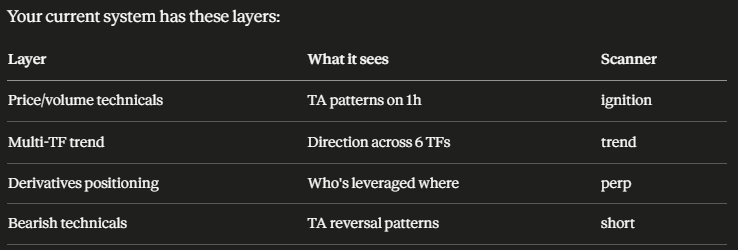 Your current system has these layers:
Layer What it sees Scanner
Price/volume technicals TA patterns on 1h ignition
Multi-TF trend Direction across 6 TFs trend
Derivatives positioning Who's leveraged where perp
Bearish technicals TA reversal patterns short